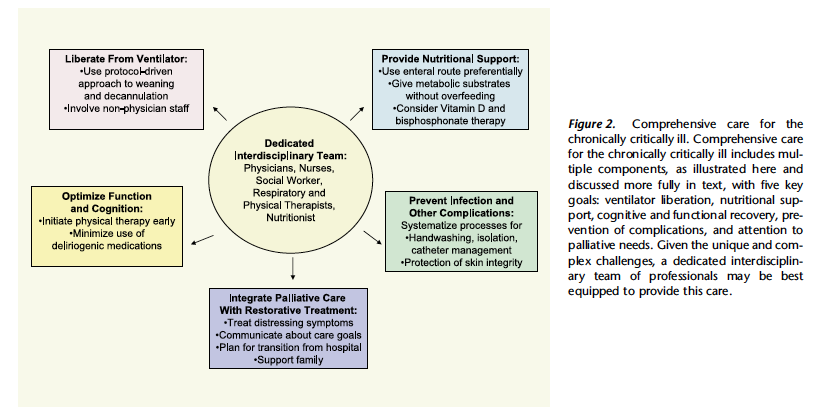 Liberate From Ventilator:
•Use protocol-driven
approach to weaning
and decannulation
•Involve non-physician staff
Provide Nutritional Support:
•Use enteral route preferentially
•Give metabolic substrates
without overfeeding
•Consider Vitamin D and
bisphosphonate therapy
Dedicated
Interdisciplinary Team:
Physicians, Nurses,
Social Worker,
Respiratory and
Physical Therapists,
Nutritionist
Optimize Function
and Cognition:
•Initiate physical therapy early
•Minimize use of
deliriogenic medications
Prevent Infection and
Other Complications:
Systematize processes for
•Handwashing, isolation,
catheter management
•Protection of skin integrity
Integrate Palliative Care
With Restorative Treatment:
•Treat distressing symptoms
•Communicate about care goals
•Plan for transition from hospital
•Support family
Figure 2. Comprehensive care for the
chronically critically ill. Comprehensive care
for the chronically critically ill includes mul-
tiple components, as illustrated here and
discussed more fully in text, with five key
goals: ventilator liberation, nutritional sup-
port, cognitive and functional recovery, pre-
vention of complications, and attention to
palliative needs. Given the unique and com-
plex challenges, a dedicated interdisciplin-
ary team of professionals may be best
equipped to provide this care.